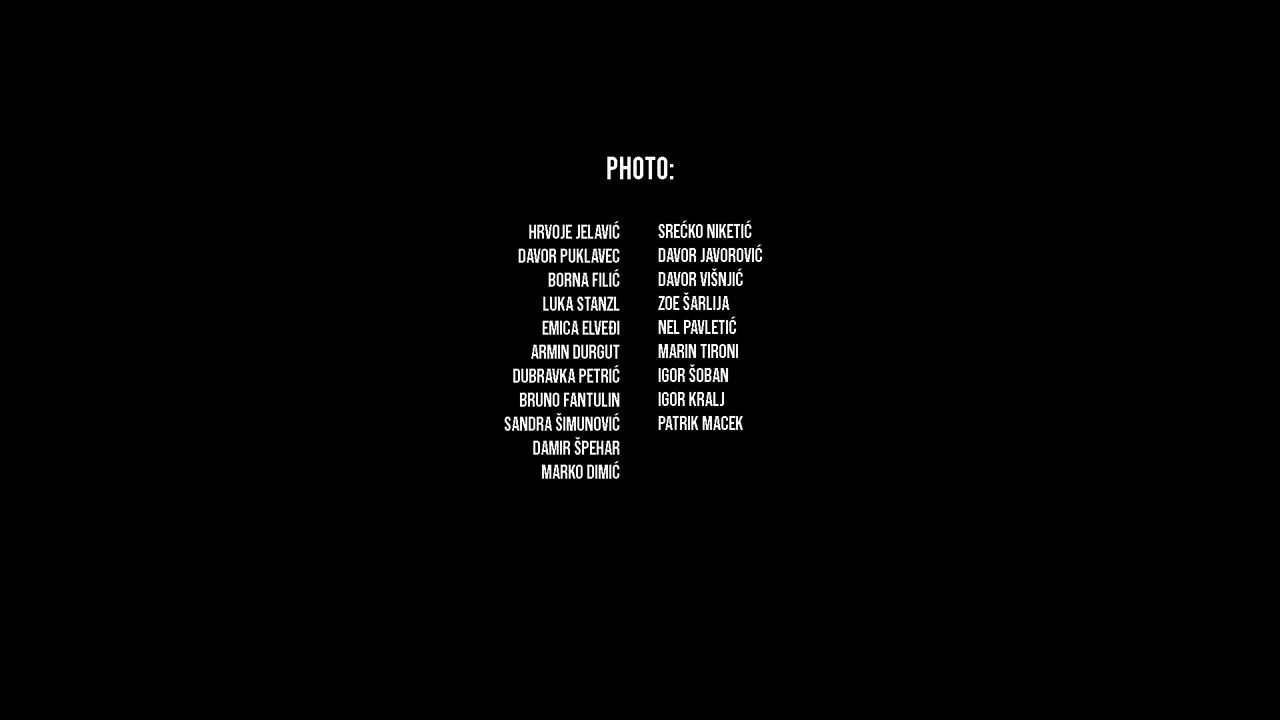 PHOTO:
HRVOJE JELAVIĆ
DAVOR PUKLAVEC
BORNA FILIĆ
LUKA STANZL
EMICA ELVEĐI
ARMIN DURGUT
DUBRAVKA PETRIĆ
BRUNO FANTULIN
SANDRA ŠIMUNOVIĆ
DAMIR ŠPEHAR
MARKO DIMIĆ
SREĆKO NIKETIĆ
DAVOR JAVOROVIĆ
DAVOR VIŠNJIĆ
ZOE ŠARLIJA
NEL PAVLETIĆ
MARIN TIRONI
IGOR ŠOBAN
IGOR KRALJ
PATRIK MACEK